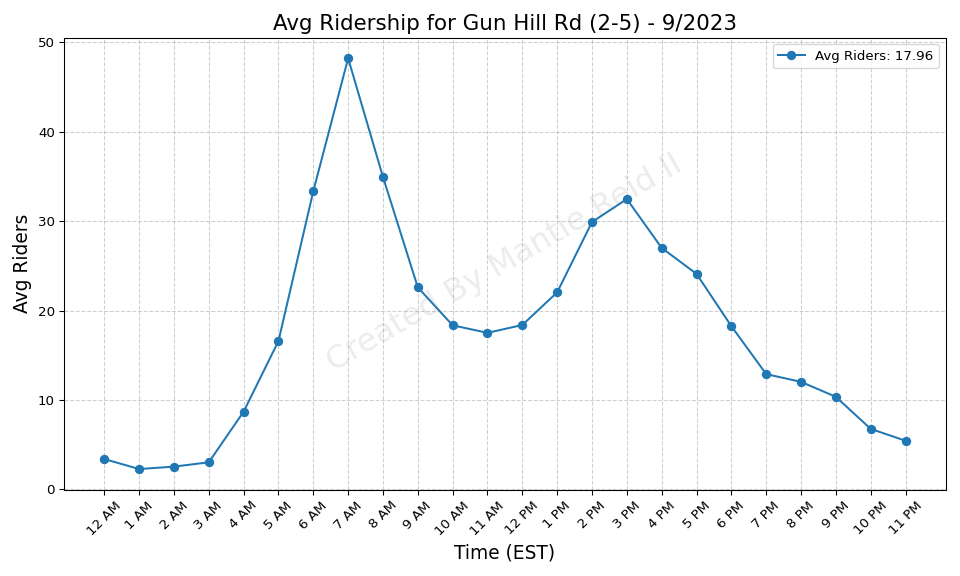 Avg Ridership for Gun Hill Rd (2-5) - 9/2023
Avg Riders: 17.96
50
40
30
20
10
0
Avg Riders
Created By Mantle Reid II
12 AM
1 AM
2 AM
3 AM
4 AM
5 AM
6 AM
7 AM
8 AM
9 AM
10 AM
11 AM
12 PM
1 PM
2 PM
3 PM
4 PM
5 PM
6 PM
7 PM
8 PM
9 PM
10 PM
11 PM
Time (EST)